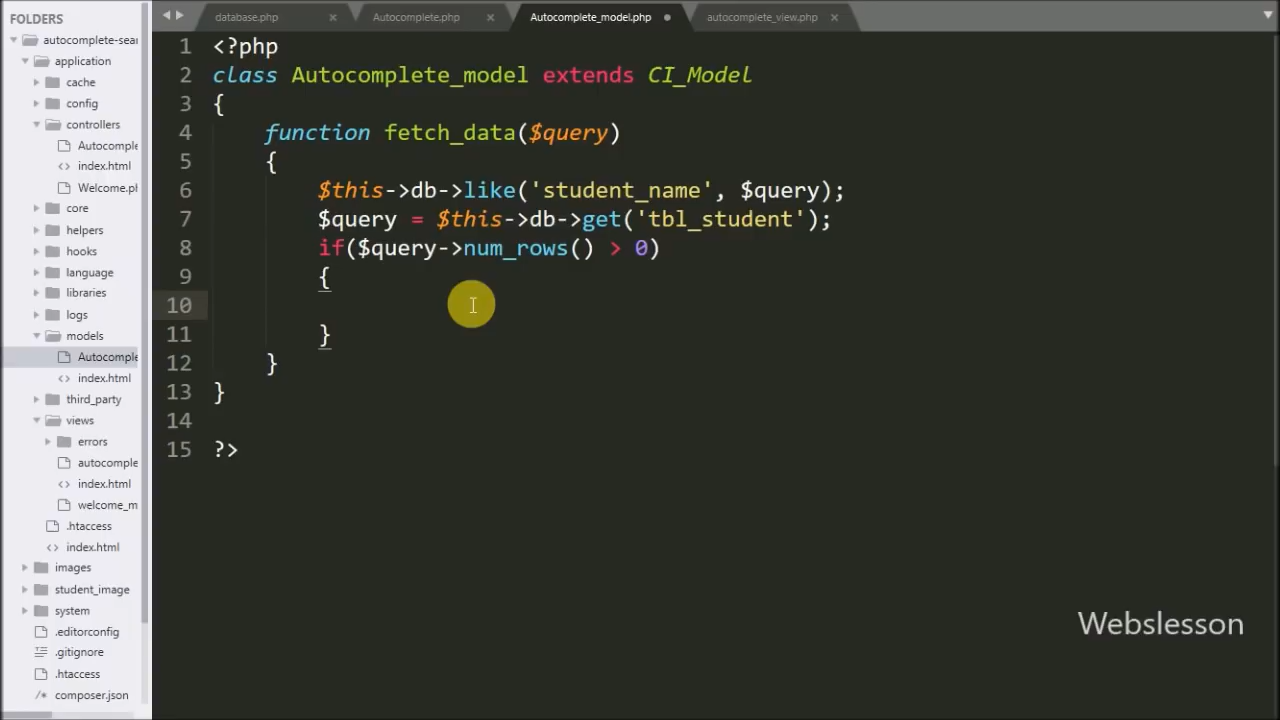 FOLDERS
autocomplete-sear
application
cache
config
controllers
Autocomple
index.html
Welcome.ph
core
helpers
hooks
language
libraries
logs
models
Autocomple
index.html
third_party
views
errors
autocomple
index.html
welcome_m
.htaccess
index.html
images
student_image
system
.editorconfig
.gitignore
.htaccess
composer.json
database.php
Autocomplete.php
Autocomplete_model.php
autocomplete_view.php
1 <?php
2 class Autocomplete_model extends CI_Model
3 {
4 function fetch_data($query)
5 {
6 $this->db->like('student_name', $query);
7 $query = $this->db->get('tbl_student');
8 if($query->num_rows() > 0)
9 {
10
11 }
12 }
13 }
14
15 ?>
Webslesson